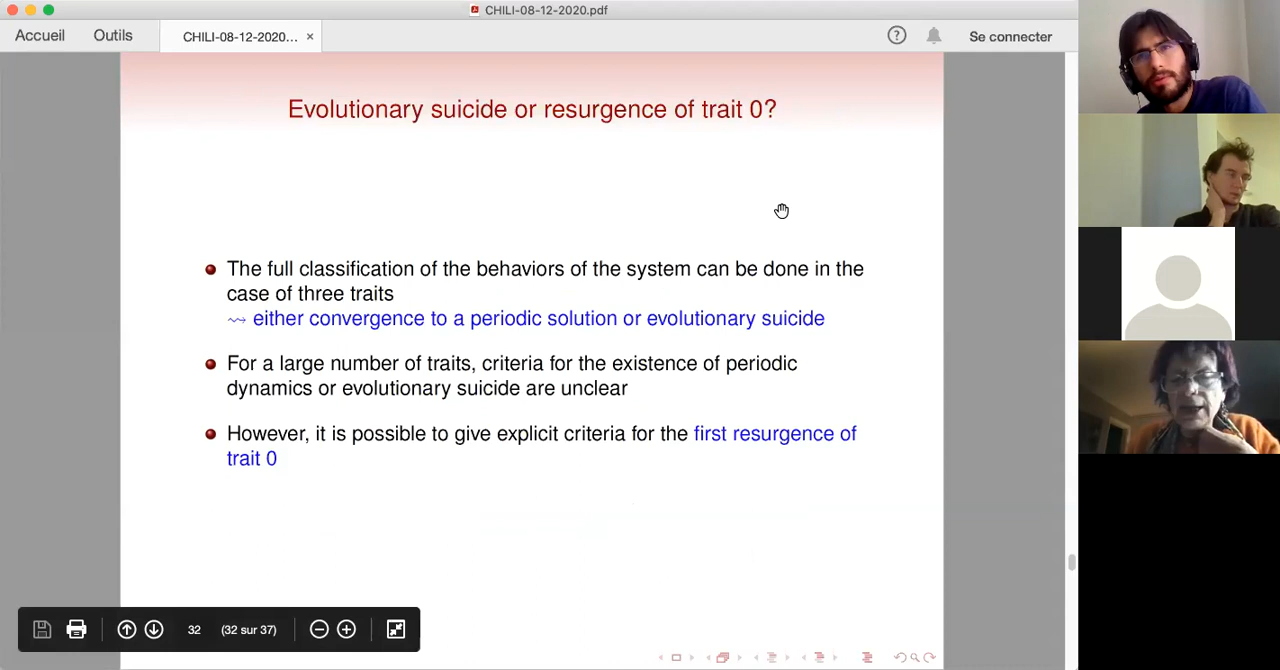 CHILI-08-12-2020.pdf
Accueil Outils CHILI-08-12-2020... × ? Se connecter
Evolutionary suicide or resurgence of trait 0?
The full classification of the behaviors of the system can be done in the
case of three traits
⇝ either convergence to a periodic solution or evolutionary suicide
For a large number of traits, criteria for the existence of periodic
dynamics or evolutionary suicide are unclear
However, it is possible to give explicit criteria for the first resurgence of
trait 0
32 (32 sur 37)